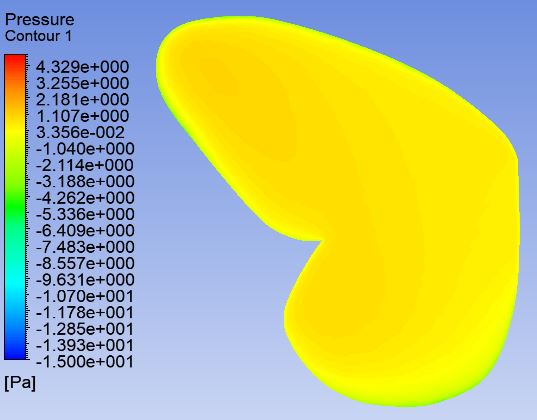 Pressure
Contour 1
4.329e+000
3.255e+000
2.181e+000
1.107e+000
3.356e-002
-1.040e+000
-2.114e+000
-3.188e+000
-4.262e+000
-5.336e+000
-6.409e+000
-7.483e+000
-8.557e+000
-9.631e+000
-1.070e+001
-1.178e+001
-1.285e+001
-1.393e+001
-1.500e+001
[Pa]